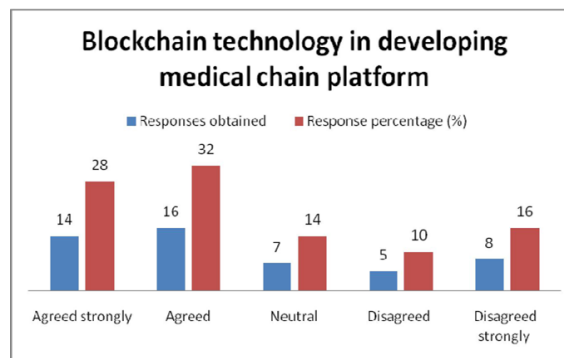 Blockchain technology in developing
medical chain platform
Responses obtained Response percentage (%)
14 28 16 32 7 14 5 10 8 16
Agreed strongly Agreed Neutral Disagreed Disagreed
strongly